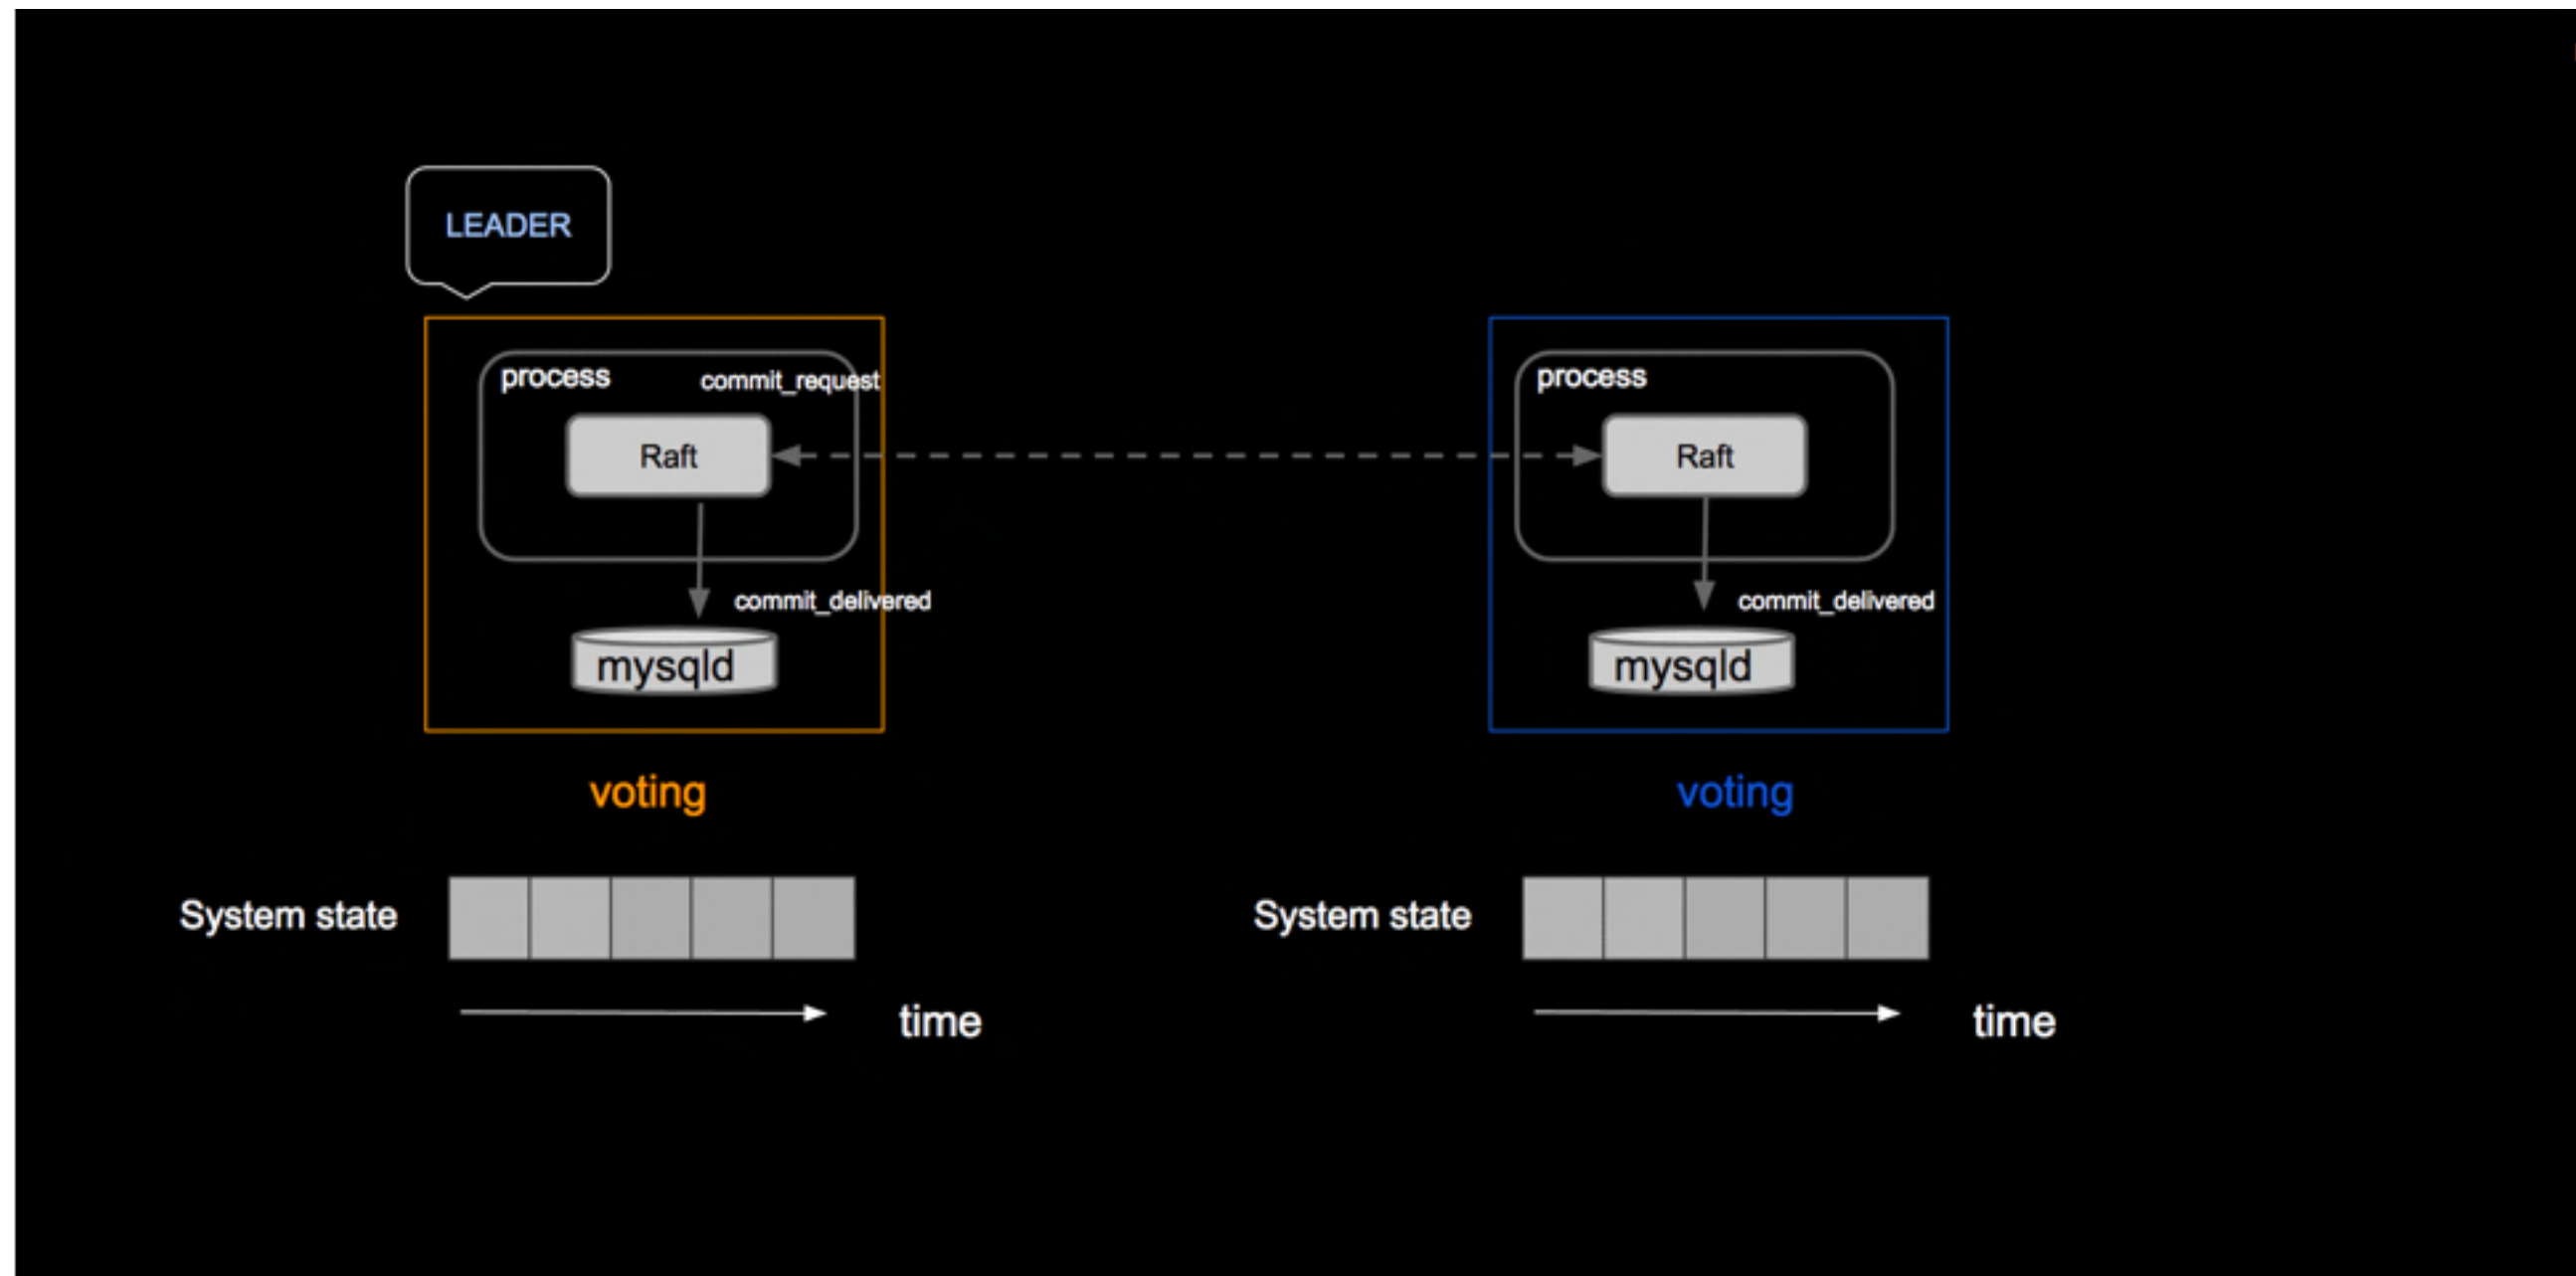 LEADER
process
commit_request
Raft
commit_delivered
mysqld
voting
System state
time
process
Raft
commit_delivered
mysqld
voting
System state
time